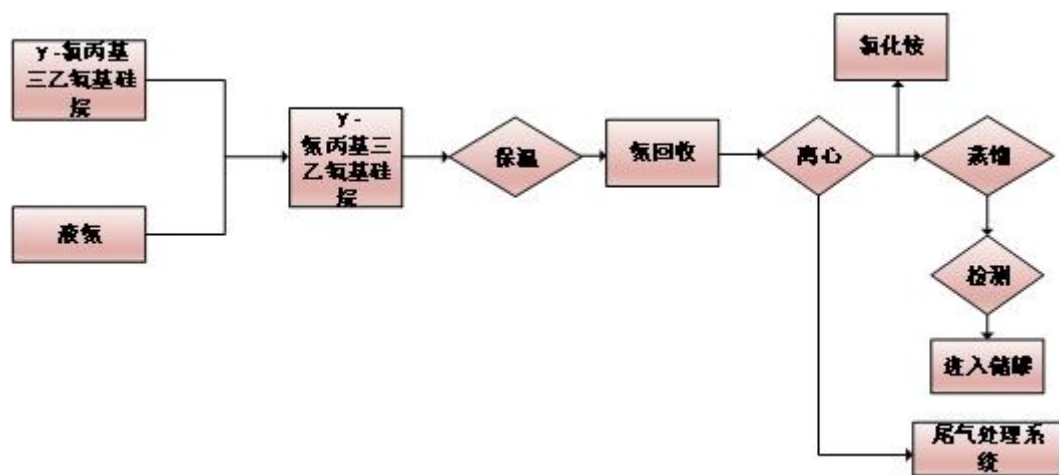 γ-氯丙基
三乙氧基硅
烷
液氨
γ-
氨丙基三
乙氧基硅
烷
保温
氨回收
离心
氯化铵
蒸馏
检测
进入储罐
尾气处理系
统